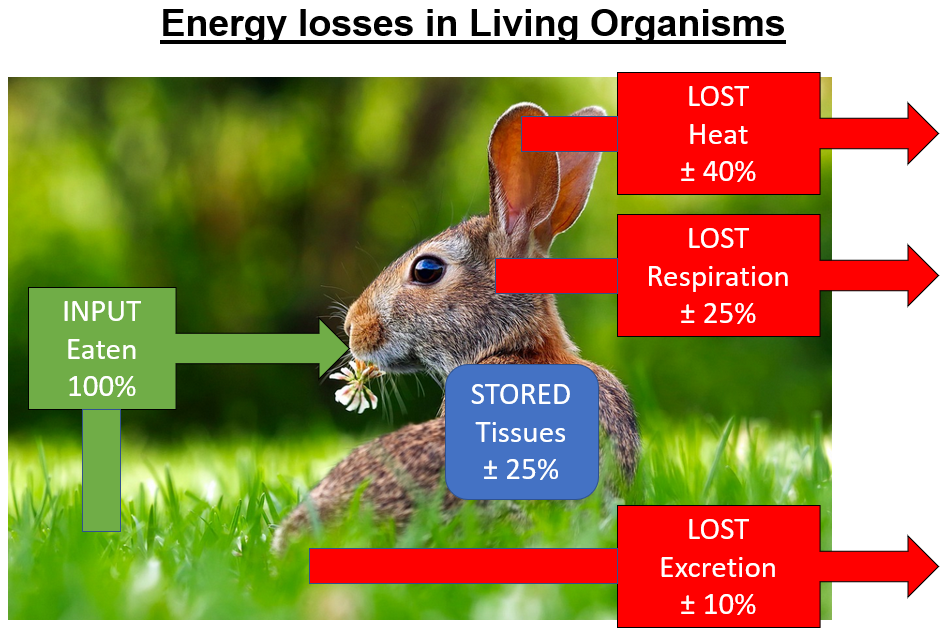 Energy losses in Living Organisms
LOST
Heat
± 40%
LOST
Respiration
± 25%
INPUT
Eaten
100%
STORED
Tissues
± 25%
LOST
Excretion
± 10%